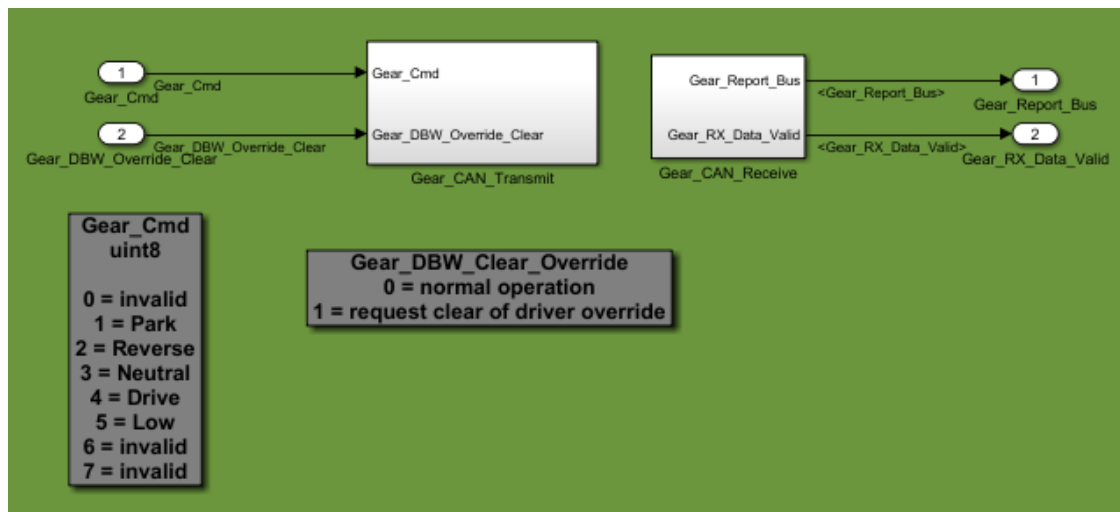 1
Gear_Cmd
Gear_Cmd
2
Gear_DBW_Override_Clear
Gear_DBW_Override_Clear
Gear_Cmd
Gear_DBW_Override_Clear
Gear_CAN_Transmit
Gear_Report_Bus
Gear_RX_Data_Valid
Gear_CAN_Receive
<Gear_Report_Bus>
1
Gear_Report_Bus
<Gear_RX_Data_Valid>
2
Gear_RX_Data_Valid
Gear_Cmd
uint8
0 = invalid
1 = Park
2 = Reverse
3 = Neutral
4 = Drive
5 = Low
6 = invalid
7 = invalid
Gear_DBW_Clear_Override
0 = normal operation
1 = request clear of driver override